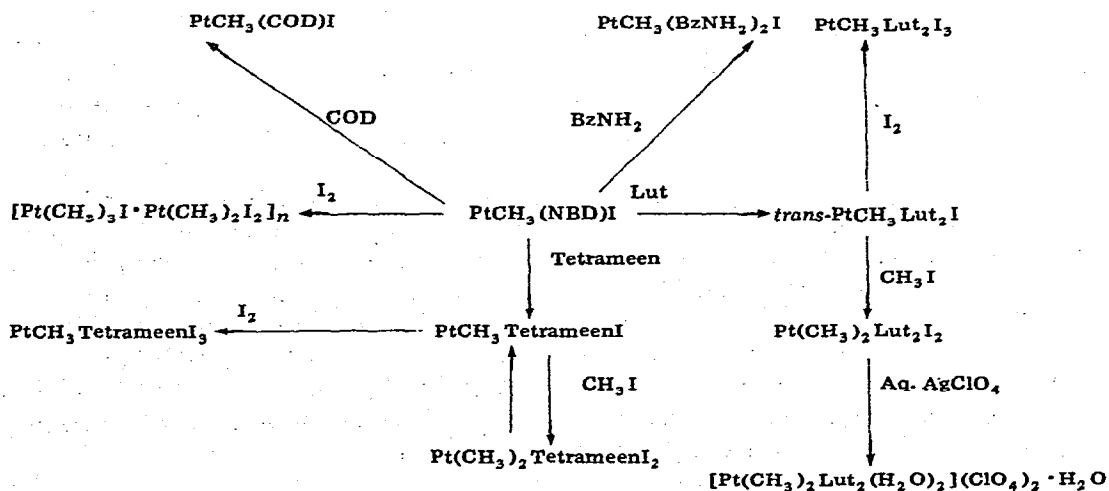 PtCH₃(COD)I
PtCH₃(BzNH₂)₂I
PtCH₃Lut₂I₃
COD
BzNH₂
I₂
[Pt(CH₃)₃I·Pt(CH₃)₂I₂]ₙ
I₂
PtCH₃(NBD)I
Lut
trans-PtCH₃Lut₂I
Tetrameen
CH₃I
PtCH₃TetrameenI₃
I₂
PtCH₃TetrameenI
Pt(CH₃)₂Lut₂I₂
CH₃I
Aq. AgClO₄
Pt(CH₃)₂TetrameenI₂
[Pt(CH₃)₂Lut₂(H₂O)₂](ClO₄)₂·H₂O